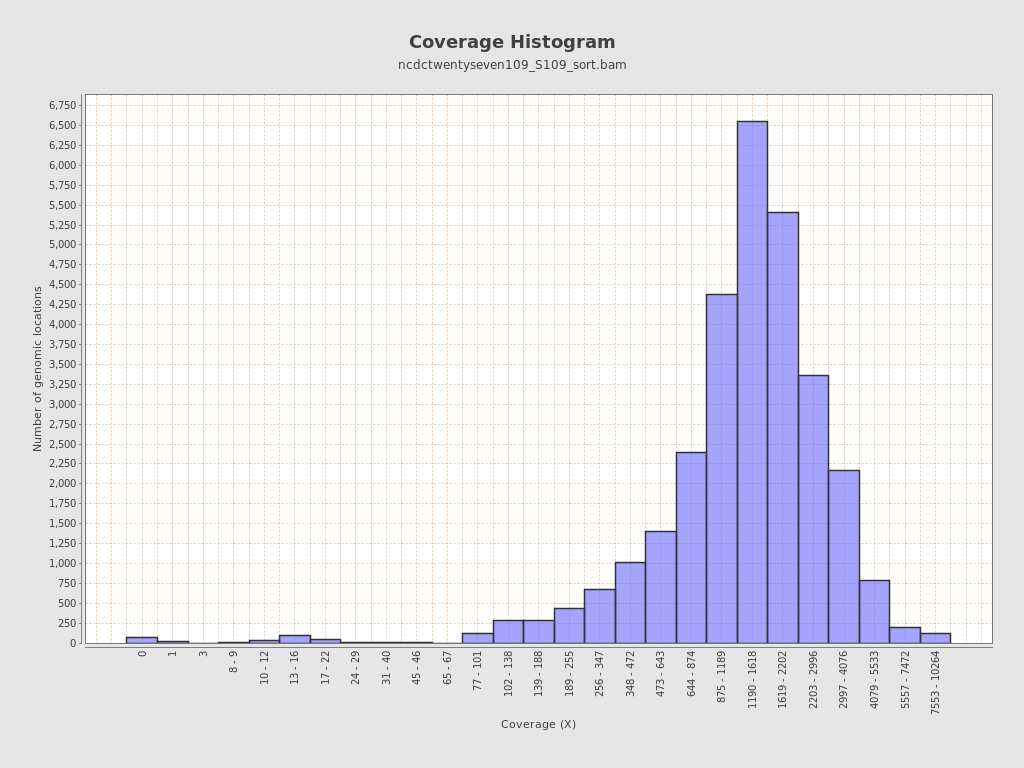 Coverage Histogram
ncdctwentyseven109_S109_sort.bam
Number of genomic locations
6,750
6,500
6,250
6,000
5,750
5,500
5,250
5,000
4,750
4,500
4,250
4,000
3,750
3,500
3,250
3,000
2,750
2,500
2,250
2,000
1,750
1,500
1,250
1,000
750
500
250
0
0
1
3
8 - 9
10 - 12
13 - 16
17 - 22
24 - 29
31 - 40
45 - 46
65 - 67
77 - 101
102 - 138
139 - 188
189 - 255
256 - 347
348 - 472
473 - 643
644 - 874
875 - 1189
1190 - 1618
1619 - 2202
2203 - 2996
2997 - 4076
4079 - 5533
5557 - 7472
7553 - 10264
Coverage (X)